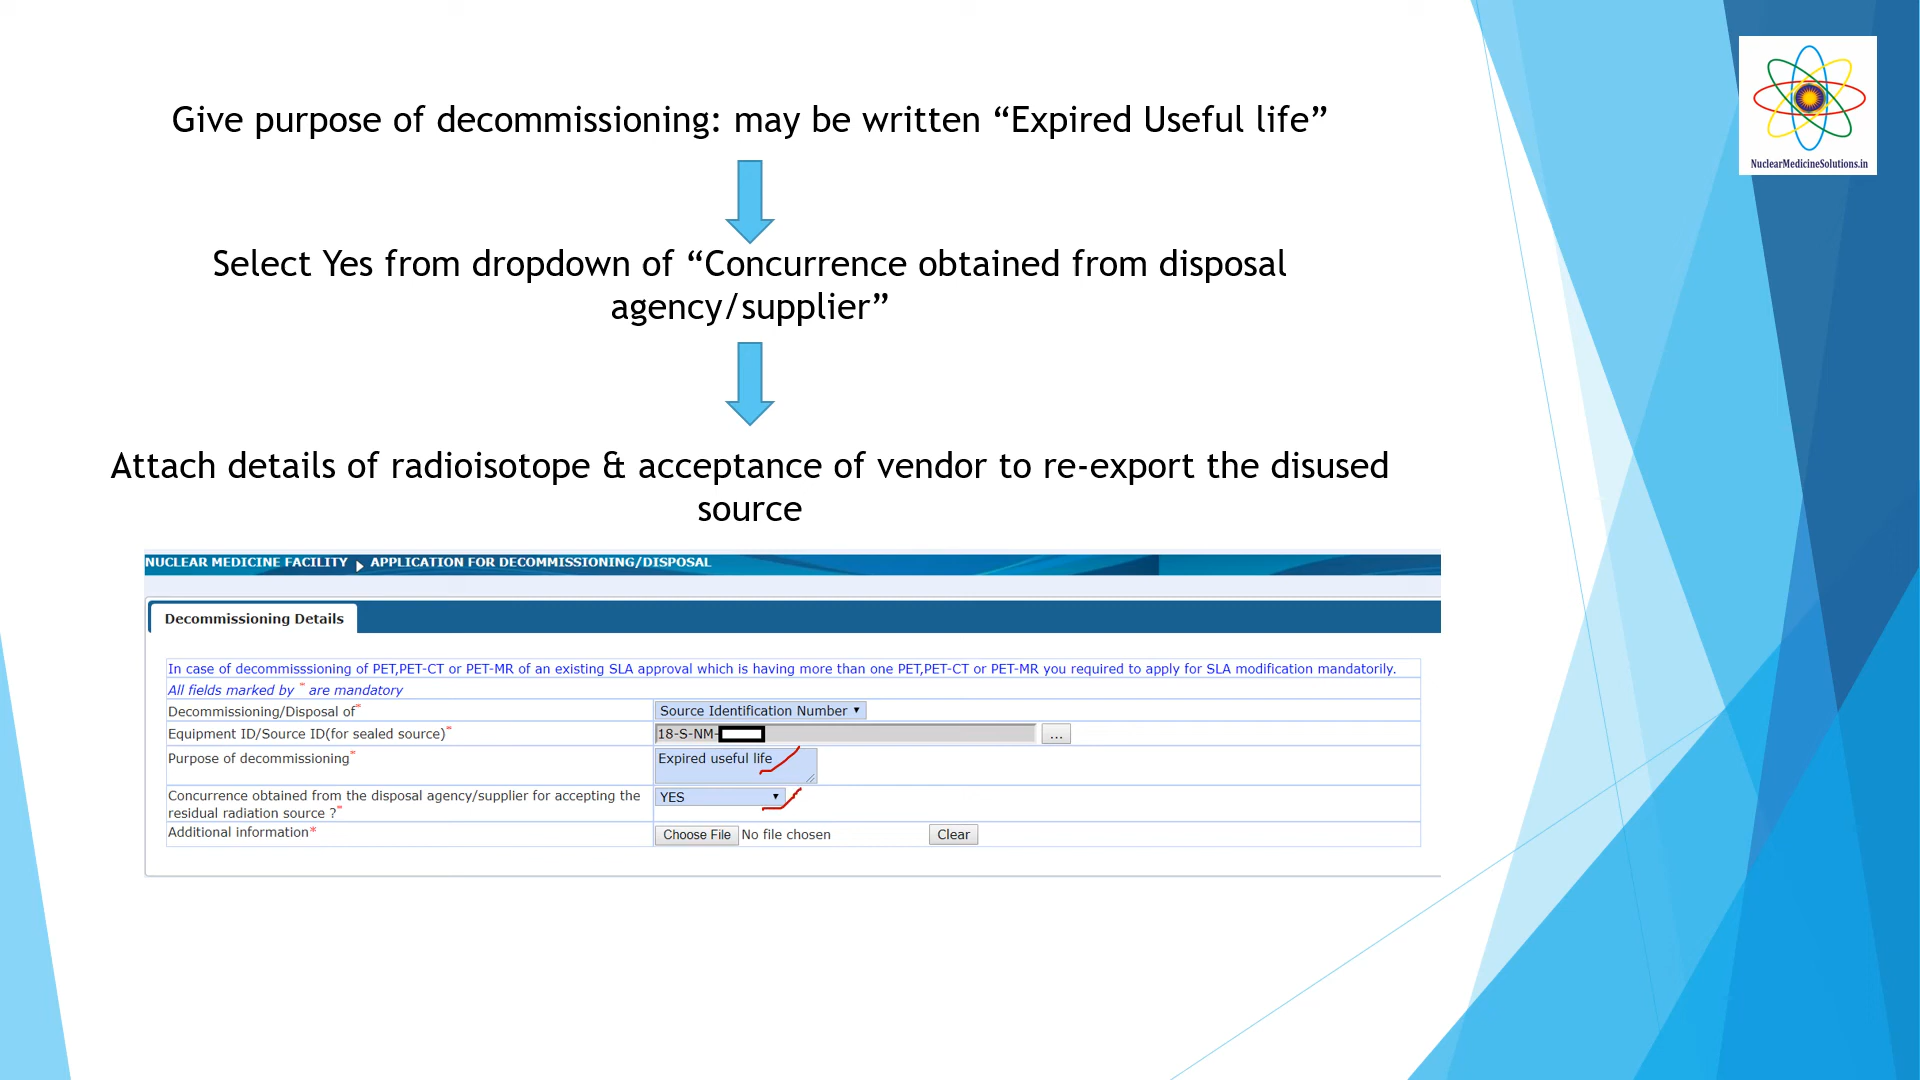 NuclearMedicineSolutions.in
Give purpose of decommissioning: may be written “Expired Useful life”
Select Yes from dropdown of “Concurrence obtained from disposal
agency/supplier”
Attach details of radioisotope & acceptance of vendor to re-export the disused
source
NUCLEAR MEDICINE FACILITY APPLICATION FOR DECOMMISSIONING/DISPOSAL
Decommissioning Details
In case of decommisssioning of PET,PET-CT or PET-MR of an existing SLA approval which is having more than one PET,PET-CT or PET-MR you required to apply for SLA modification mandatorily.
All fields marked by * are mandatory
Decommissioning/Disposal of* Source Identification Number
Equipment ID/Source ID(for sealed source)* 18-S-NM- ...
Purpose of decommissioning* Expired useful life
Concurrence obtained from the disposal agency/supplier for accepting the
residual radiation source ?* YES
Additional information* Choose File No file chosen Clear